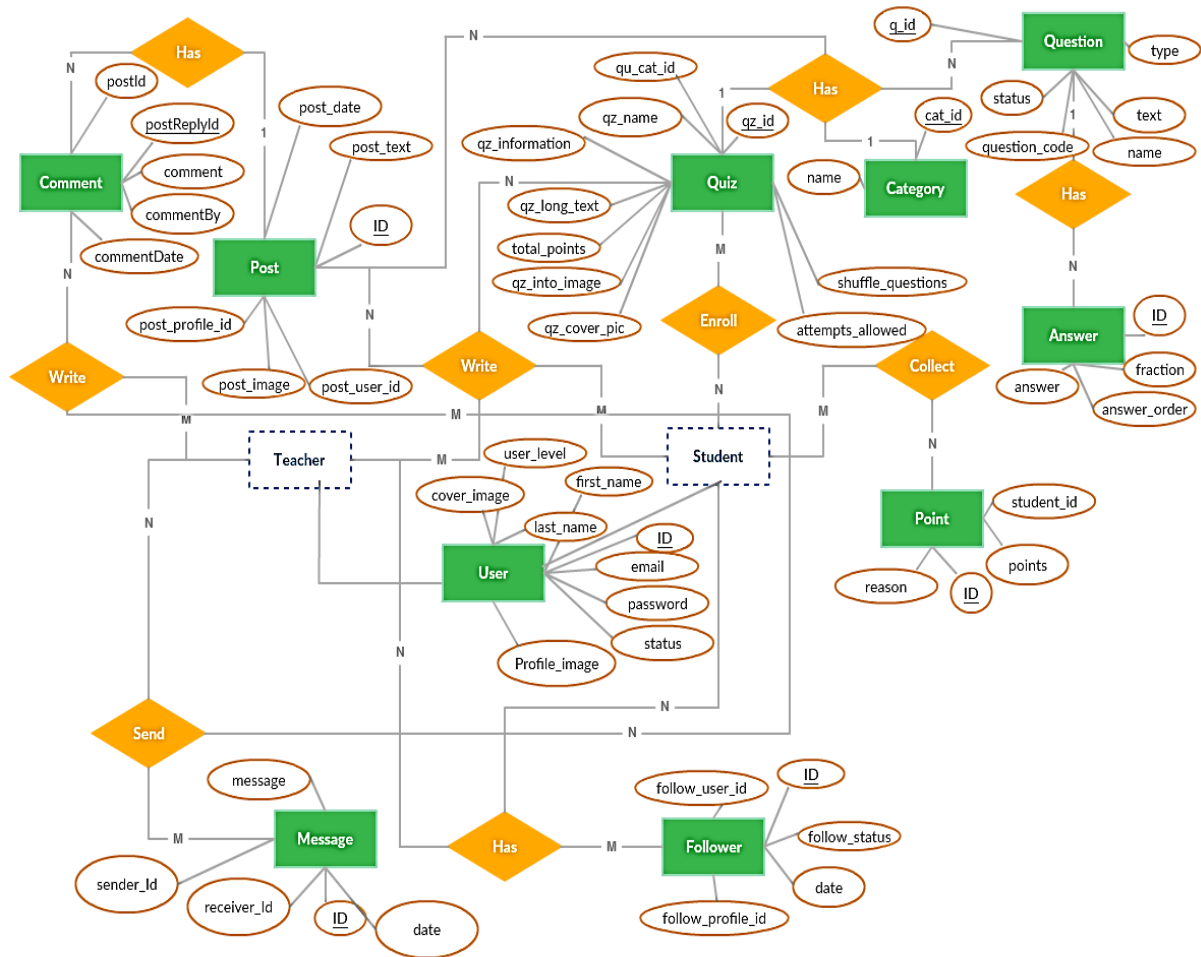 Has
N
postId
postReplyId
Comment
comment
commentBy
commentDate
N
1
post_date
post_text
ID
Post
post_profile_id
post_image
post_user_id
N
N
qu_cat_id
qz_name
qz_id
qz_information
Quiz
qz_long_text
total_points
qz_into_image
qz_cover_pic
shuffle_questions
attempts_allowed
N
1
Has
1
N
cat_id
name
Category
q_id
Question
type
status
text
question_code
name
1
Has
N
ID
Answer
fraction
answer
answer_order
Write
M
Write
M
M
M
M
Enroll
N
Collect
M
N
Teacher
Student
user_level
cover_image
first_name
last_name
ID
email
User
password
status
Profile_image
student_id
Point
points
reason
ID
N
N
N
Send
N
message
M
Message
sender_Id
receiver_Id
ID
date
Has
M
follow_user_id
ID
Follower
follow_status
date
follow_profile_id